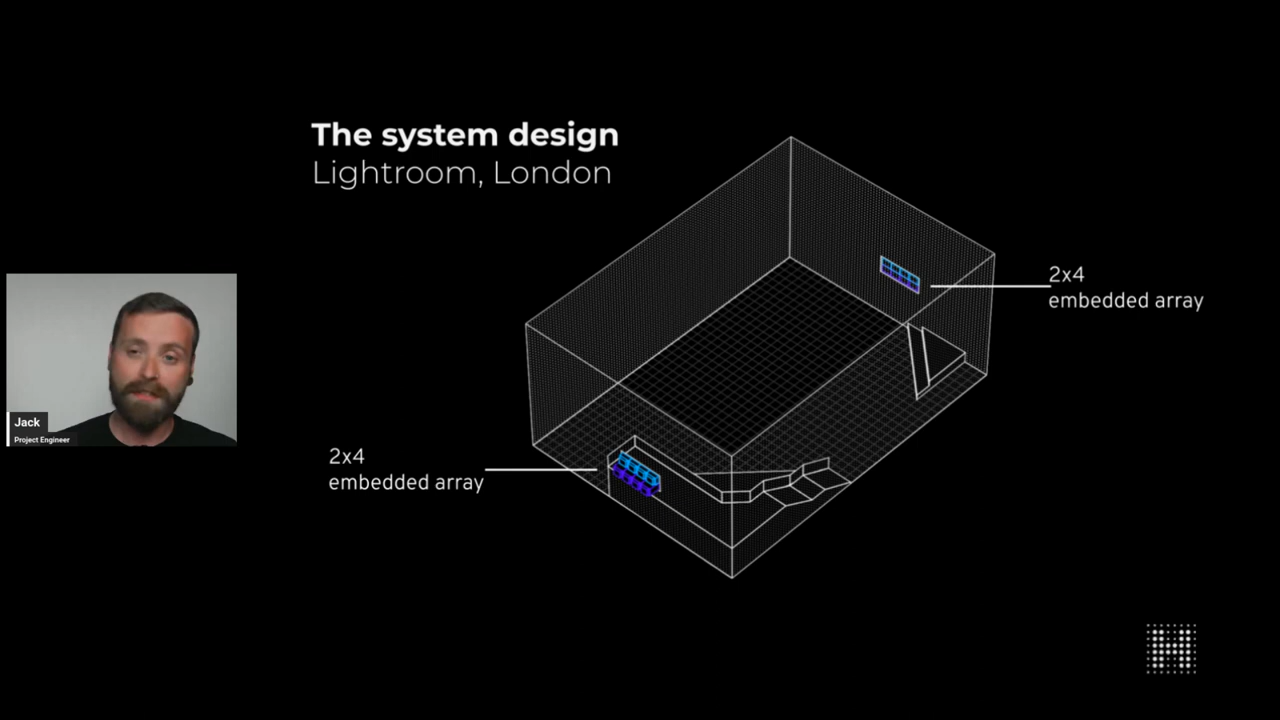 The system design
Lightroom, London
2x4
embedded array
Jack
Project Engineer
2x4
embedded array
H